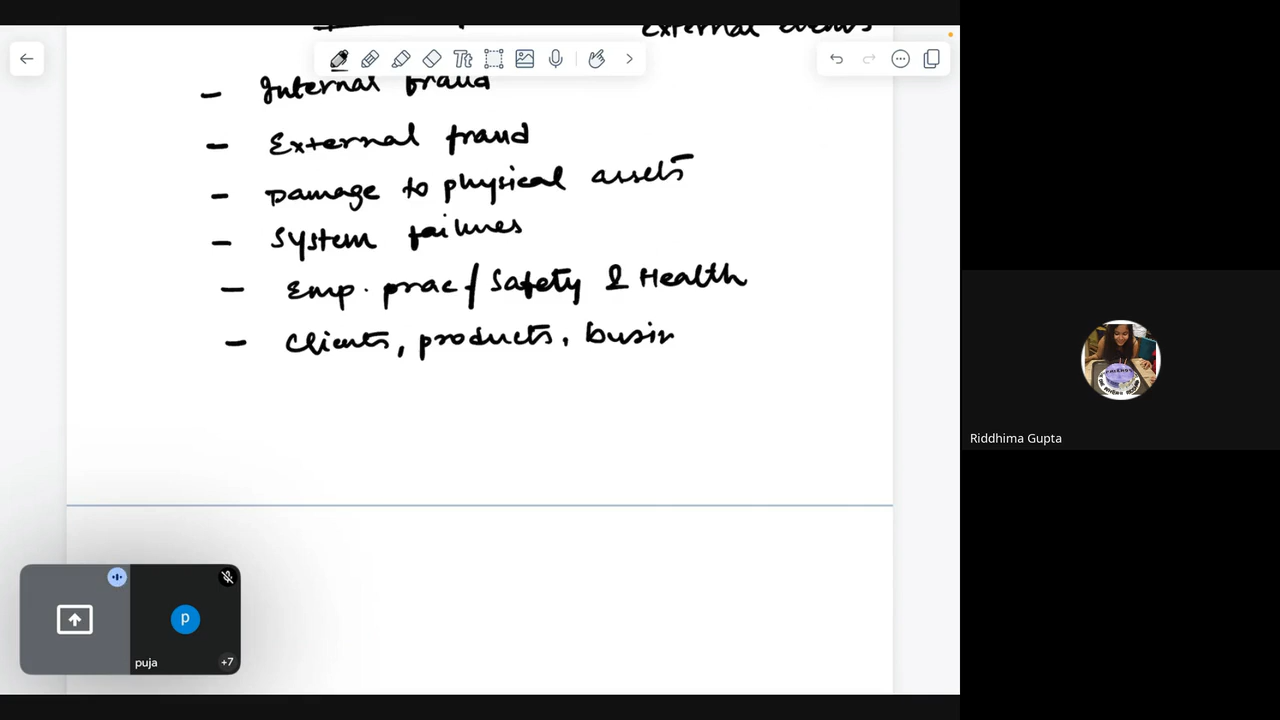 External events
- Internal fraud
- External fraud
- Damage to physical assets
- System failures
- Emp. prac / Safety & Health
- Clients, products, busin
Tt
Riddhima Gupta
p
puja
+7